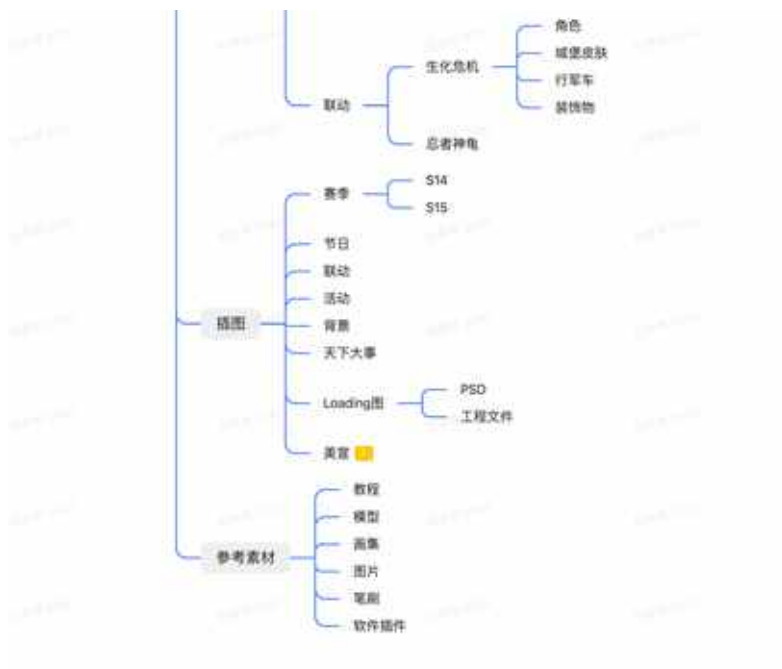 角色
城堡皮肤
生化危机
行军车
装饰物
联动
忍者神龟
S14
赛季
S15
节日
联动
活动
插图
背景
天下大事
PSD
Loading图
工程文件
美宣
教程
模型
画集
参考素材
图片
笔刷
软件插件